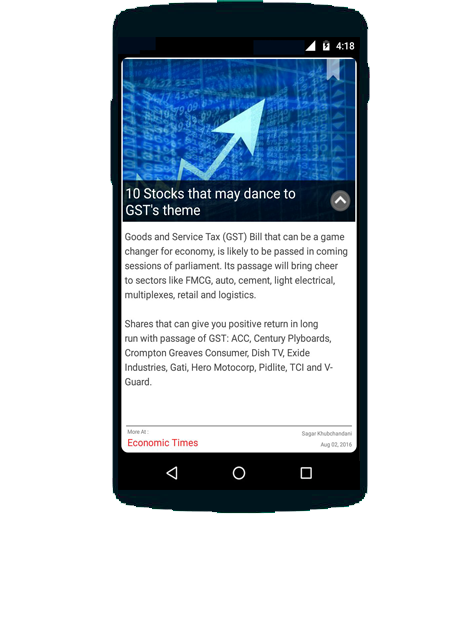 4:18
10 Stocks that may dance to
GST's theme
Goods and Service Tax (GST) Bill that can be a game
changer for economy, is likely to be passed in coming
sessions of parliament. Its passage will bring cheer
to sectors like FMCG, auto, cement, light electrical,
multiplexes, retail and logistics.
Shares that can give you positive return in long
run with passage of GST: ACC, Century Plyboards,
Crompton Greaves Consumer, Dish TV, Exide
Industries, Gati, Hero Motocorp, Pidlite, TCI and V-
Guard.
More At :
Sagar Khubchandani
Economic Times
Aug 02, 2016